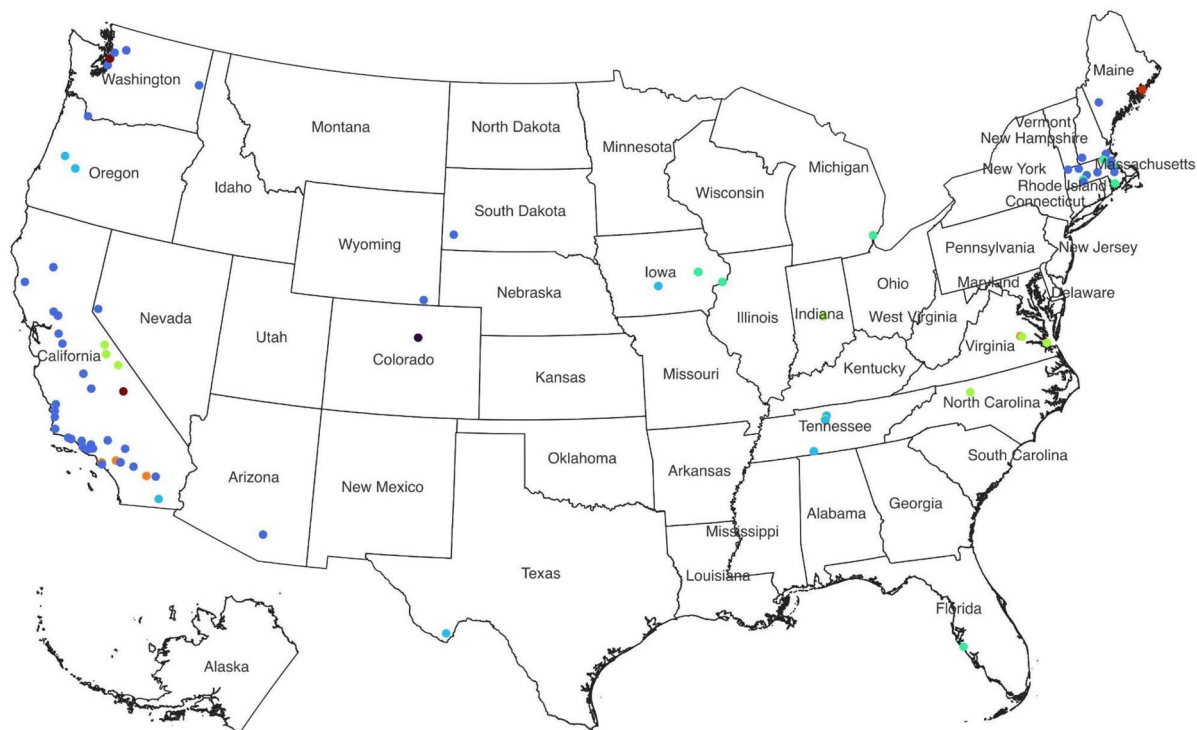 Washington
Maine
Montana
North Dakota
Vermont
Minnesota
New Hampshire
Michigan
Massachusetts
Oregon
New York
Idaho
Rhode Island
Wisconsin
South Dakota
Connecticut
Wyoming
Pennsylvania
New Jersey
Iowa
Ohio
Maryland
Nebraska
Delaware
Nevada
Illinois
Indiana
West Virginia
Utah
Colorado
Virginia
California
Kentucky
Kansas
Missouri
North Carolina
Tennessee
Oklahoma
South Carolina
Arkansas
Arizona
New Mexico
Georgia
Alabama
Mississippi
Texas
Louisiana
Florida
Alaska